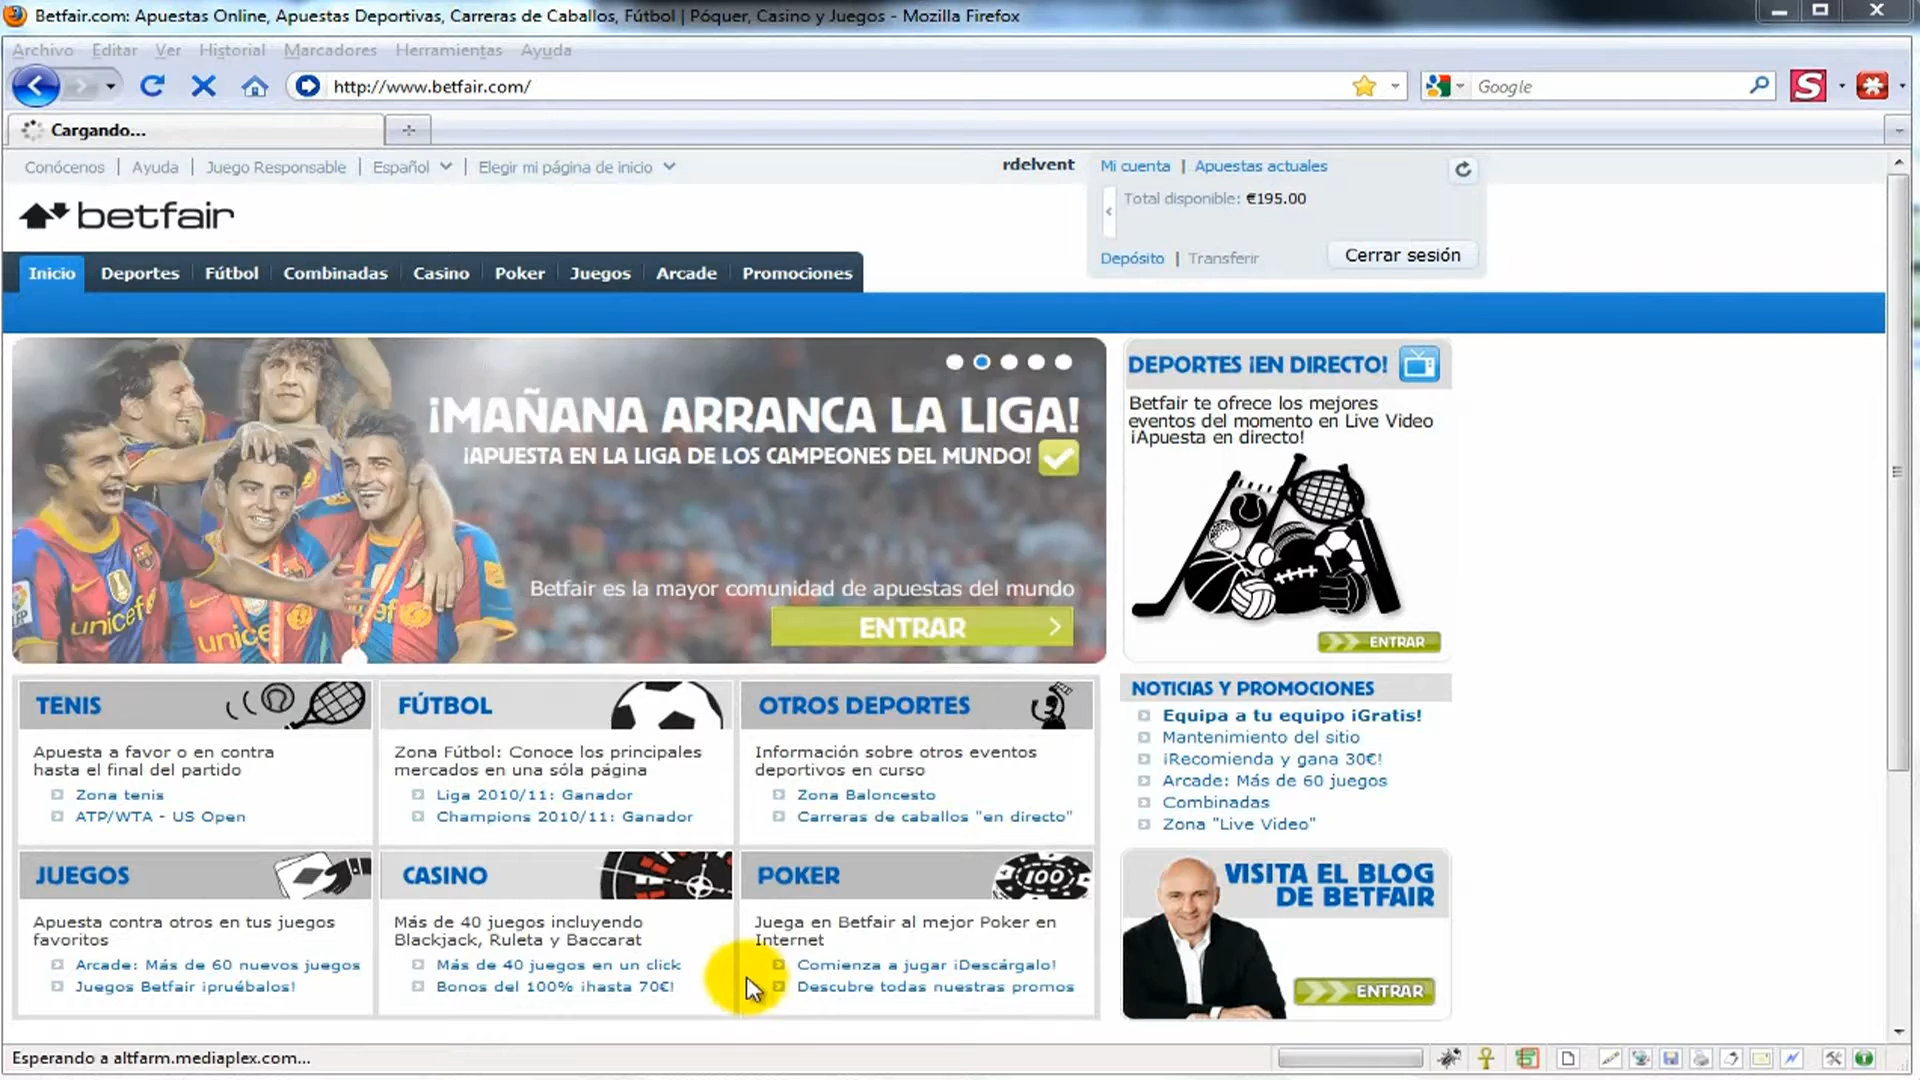 Betfair.com: Apuestas Online, Apuestas Deportivas, Carreras de Caballos, Fútbol | Póquer, Casino y Juegos - Mozilla Firefox
Archivo Editar Ver Historial Marcadores Herramientas Ayuda
http://www.betfair.com/
Google
Cargando...
Conócenos | Ayuda | Juego Responsable | Español | Elegir mi página de inicio
rdelvent
Mi cuenta | Apuestas actuales
Total disponible: €195.00
Depósito | Transferir
Cerrar sesión
betfair
Inicio Deportes Fútbol Combinadas Casino Poker Juegos Arcade Promociones
¡MAÑANA ARRANCA LA LIGA!
¡APUESTA EN LA LIGA DE LOS CAMPEONES DEL MUNDO!
unicef
unicef
Betfair es la mayor comunidad de apuestas del mundo
ENTRAR
DEPORTES ¡EN DIRECTO!
Betfair te ofrece los mejores
eventos del momento en Live Video
¡Apuesta en directo!
ENTRAR
TENIS
Apuesta a favor o en contra
hasta el final del partido
Zona tenis
ATP/WTA - US Open
FÚTBOL
Zona Fútbol: Conoce los principales
mercados en una sóla página
Liga 2010/11: Ganador
Champions 2010/11: Ganador
OTROS DEPORTES
Información sobre otros eventos
deportivos en curso
Zona Baloncesto
Carreras de caballos "en directo"
NOTICIAS Y PROMOCIONES
Equipa a tu equipo ¡Gratis!
Mantenimiento del sitio
¡Recomienda y gana 30€!
Arcade: Más de 60 juegos
Combinadas
Zona "Live Video"
JUEGOS
Apuesta contra otros en tus juegos
favoritos
Arcade: Más de 60 nuevos juegos
Juegos Betfair ¡pruébalos!
CASINO
Más de 40 juegos incluyendo
Blackjack, Ruleta y Baccarat
Más de 40 juegos en un click
Bonos del 100% ¡hasta 70€!
POKER
100
Juega en Betfair al mejor Poker en
Internet
Comienza a jugar ¡Descárgalo!
Descubre todas nuestras promos
VISITA EL BLOG
DE BETFAIR
ENTRAR
Esperando a altfarm.mediaplex.com...